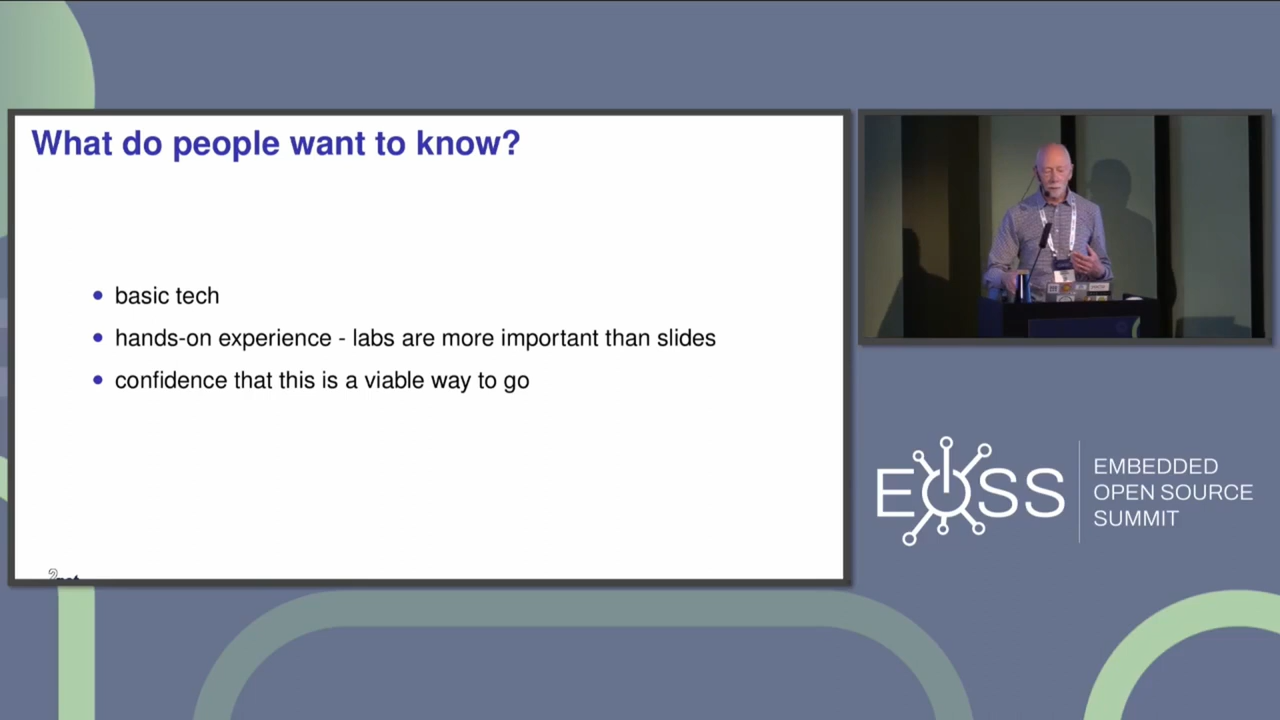 What do people want to know?
basic tech
hands-on experience - labs are more important than slides
confidence that this is a viable way to go
2net
EOSS
EMBEDDED
OPEN SOURCE
SUMMIT